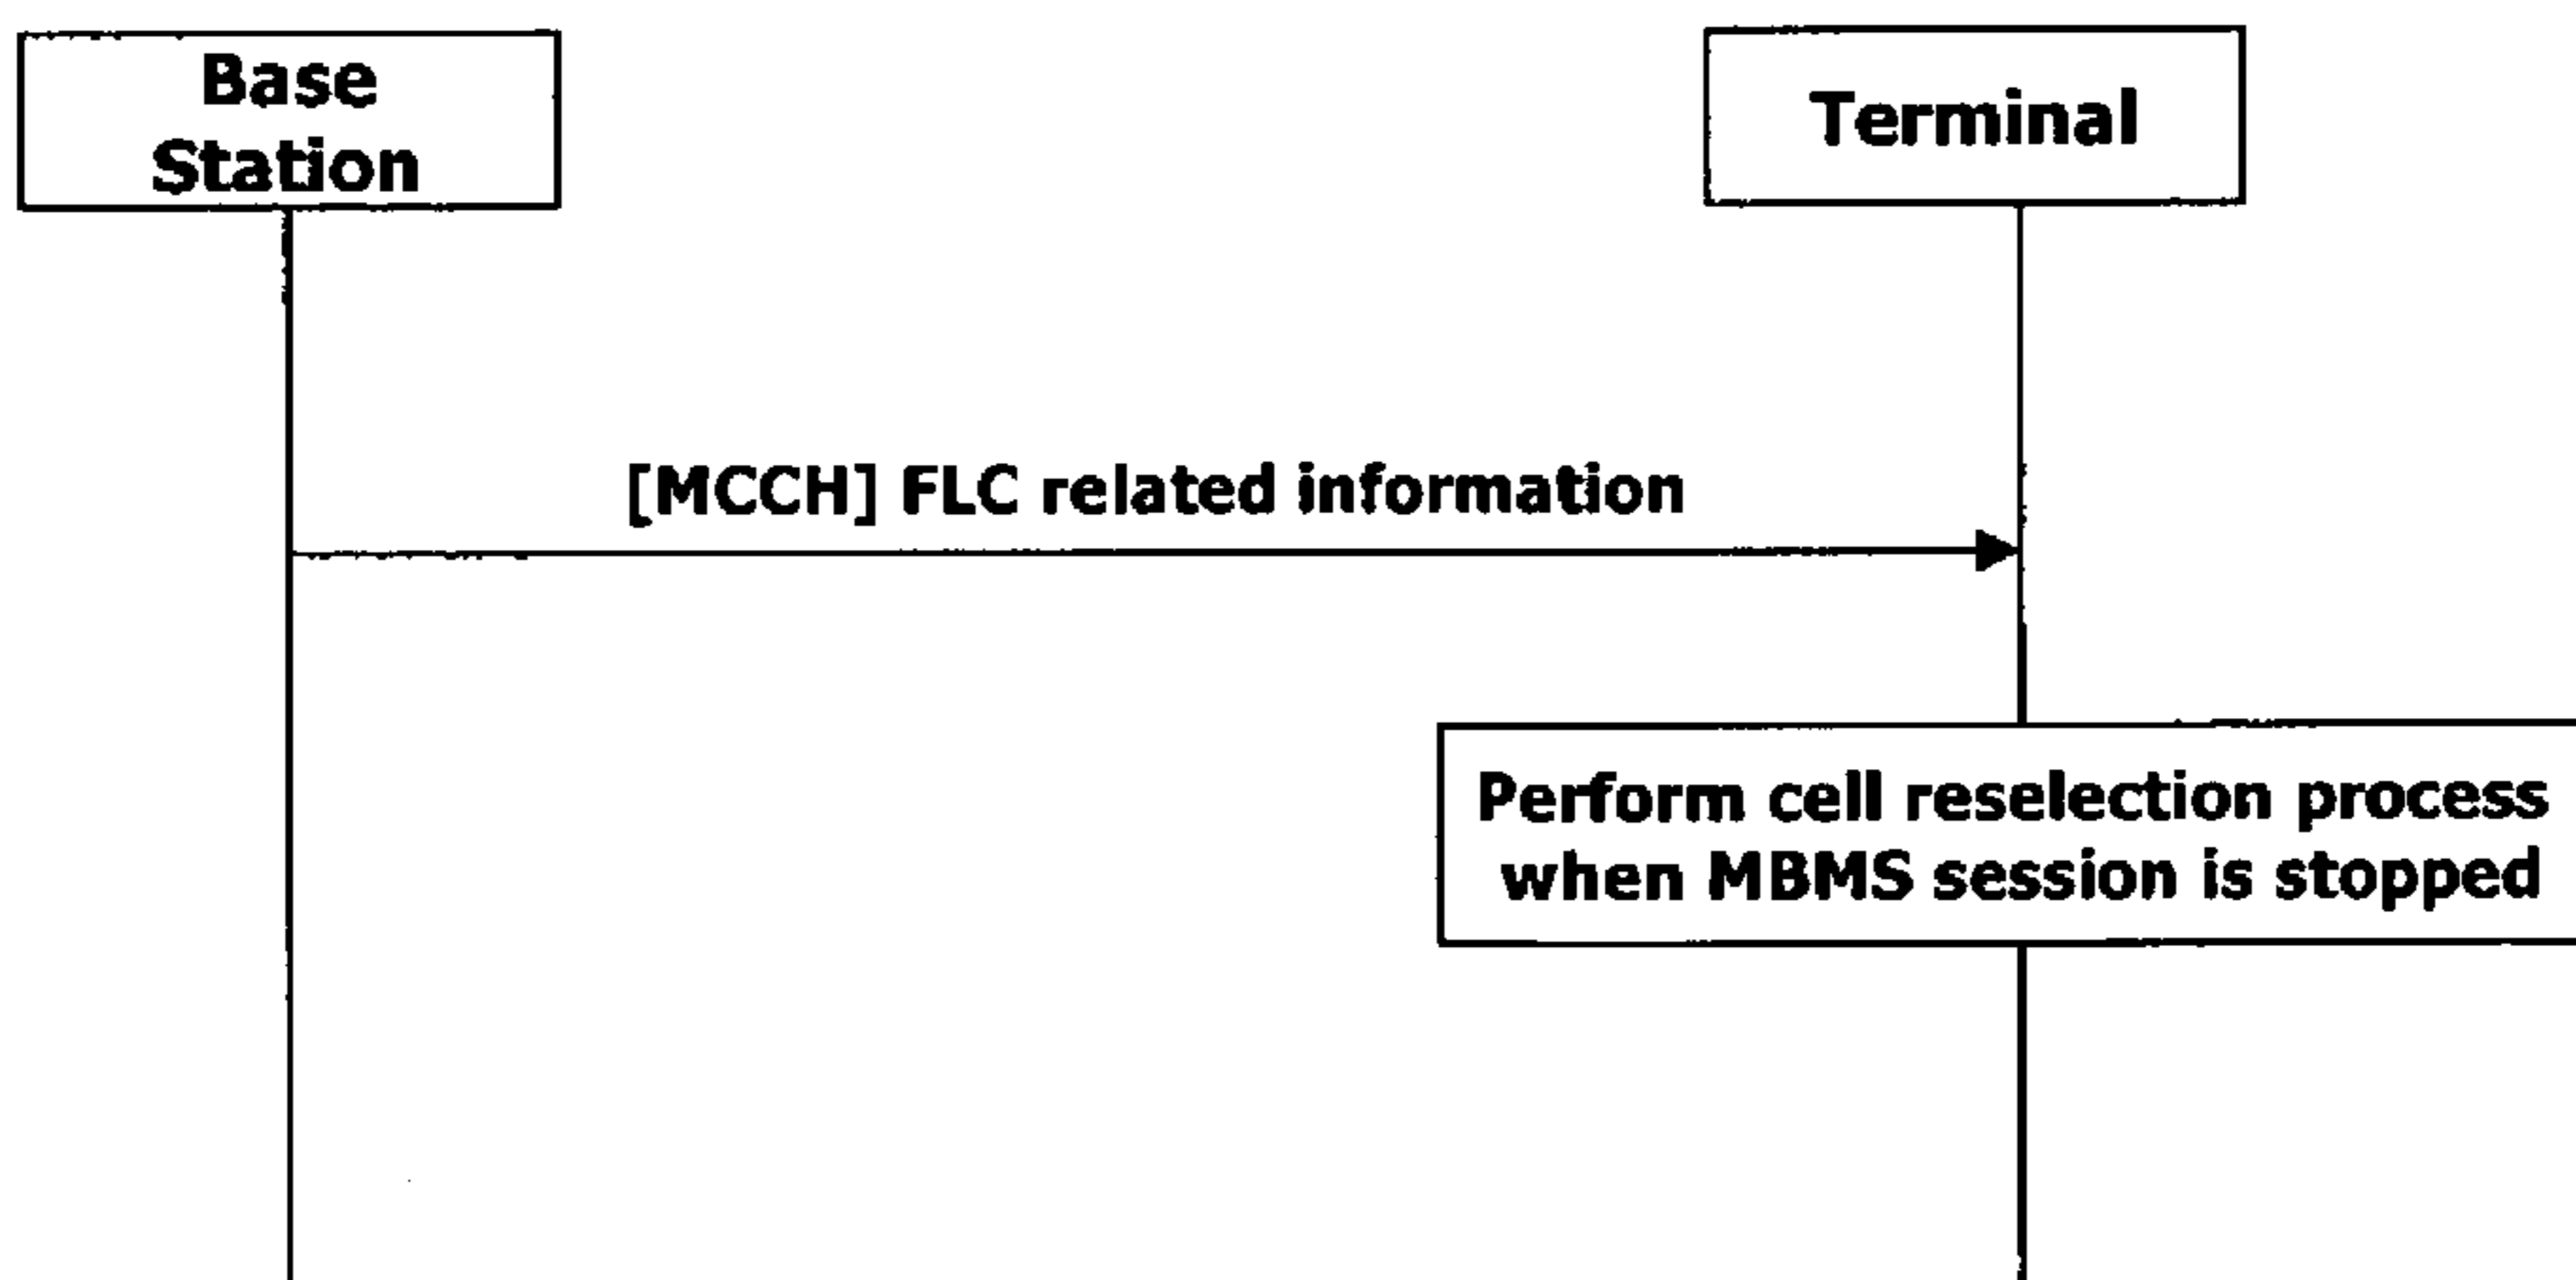 Base
Station
Terminal
[MCCH] FLC related information
Perform cell reselection process
when MBMS session is stopped